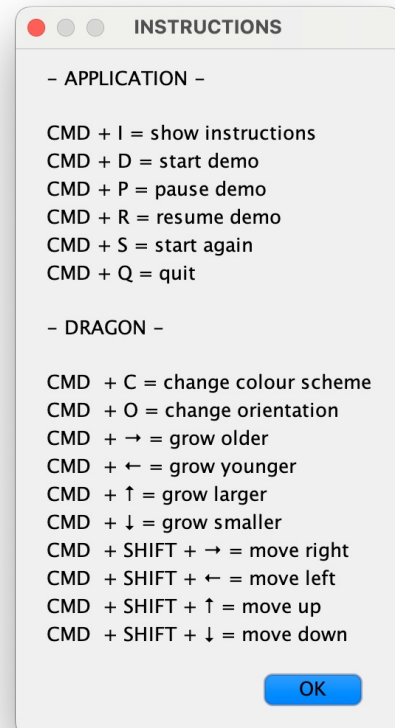 INSTRUCTIONS
– APPLICATION –
CMD + I = show instructions
CMD + D = start demo
CMD + P = pause demo
CMD + R = resume demo
CMD + S = start again
CMD + Q = quit
– DRAGON –
CMD + C = change colour scheme
CMD + O = change orientation
CMD + → = grow older
CMD + ← = grow younger
CMD + ↑ = grow larger
CMD + ↓ = grow smaller
CMD + SHIFT + → = move right
CMD + SHIFT + ← = move left
CMD + SHIFT + ↑ = move up
CMD + SHIFT + ↓ = move down
OK